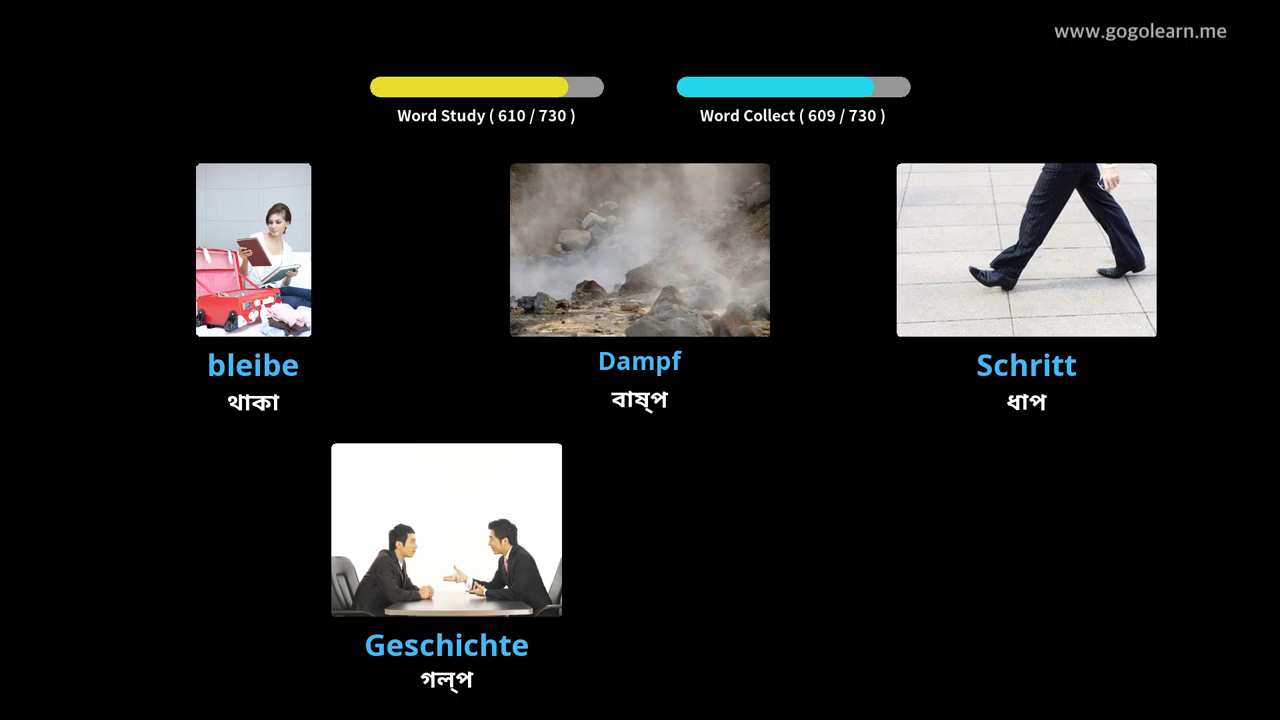 www.gogolearn.me
Word Study ( 610 / 730 )
Word Collect ( 609 / 730 )
bleibe
থাকা
Dampf
বাষ্প
Schritt
ধাপ
Geschichte
গল্প